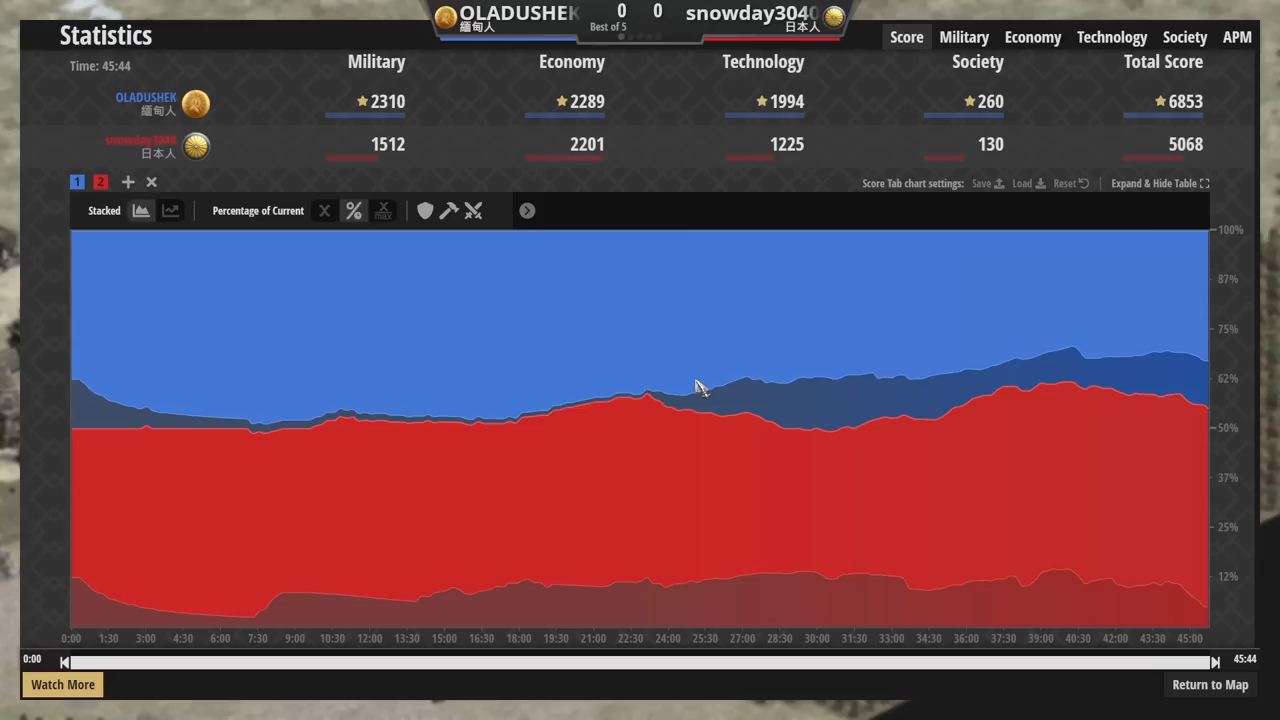 OLADUSHEK 0 0 snowday3040
緬甸人 Best of 5 日本人
Statistics
Score Military Economy Technology Society APM
Time: 45:44 Military Economy Technology Society Total Score
OLADUSHEK 2310 2289 1994 260 6853
緬甸人
snowday3040 1512 2201 1225 130 5068
日本人
1 2 Score Tab chart settings: Save Load Reset Expand & Hide Table
Stacked Percentage of Current X % X max
100%
87%
75%
62%
50%
37%
25%
12%
0:00 1:30 3:00 4:30 6:00 7:30 9:00 10:30 12:00 13:30 15:00 16:30 18:00 19:30 21:00 22:30 24:00 25:30 27:00 28:30 30:00 31:30 33:00 34:30 36:00 37:30 39:00 40:30 42:00 43:30 45:00
0:00 45:44
Watch More Return to Map